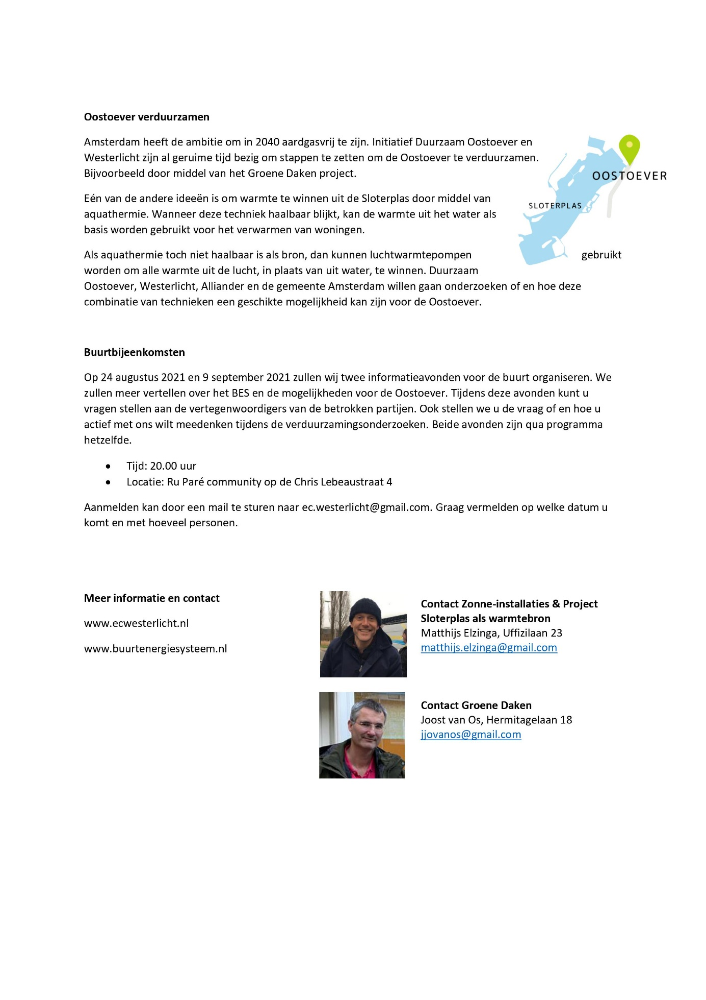 Oostoever verduurzamen
Amsterdam heeft de ambitie om in 2040 aardgasvrij te zijn. Initiatief Duurzaam Oostoever en
Westerlicht zijn al geruime tijd bezig om stappen te zetten om de Oostoever te verduurzamen.
Bijvoorbeeld door middel van het Groene Daken project.
OOSTOEVER
Eén van de andere ideeën is om warmte te winnen uit de Sloterplas door middel van
aquathermie. Wanneer deze techniek haalbaar blijkt, kan de warmte uit het water als
basis worden gebruikt voor het verwarmen van woningen.
SLOTERPLAS
Als aquathermie toch niet haalbaar is als bron, dan kunnen luchtwarmtepompen gebruikt
worden om alle warmte uit de lucht, in plaats van uit water, te winnen. Duurzaam
Oostoever, Westerlicht, Alliander en de gemeente Amsterdam willen gaan onderzoeken of en hoe deze
combinatie van technieken een geschikte mogelijkheid kan zijn voor de Oostoever.
Buurtbijeenkomsten
Op 24 augustus 2021 en 9 september 2021 zullen wij twee informatieavonden voor de buurt organiseren. We
zullen meer vertellen over het BES en de mogelijkheden voor de Oostoever. Tijdens deze avonden kunt u
vragen stellen aan de vertegenwoordigers van de betrokken partijen. Ook stellen we u de vraag of en hoe u
actief met ons wilt meedenken tijdens de verduurzamingsonderzoeken. Beide avonden zijn qua programma
hetzelfde.
• Tijd: 20.00 uur
• Locatie: Ru Paré community op de Chris Lebeaustraat 4
Aanmelden kan door een mail te sturen naar ec.westerlicht@gmail.com. Graag vermelden op welke datum u
komt en met hoeveel personen.
Meer informatie en contact
www.ecwesterlicht.nl
www.buurtenergiesysteem.nl
Contact Zonne-installaties & Project
Sloterplas als warmtebron
Matthijs Elzinga, Uffizilaan 23
matthijs.elzinga@gmail.com
Contact Groene Daken
Joost van Os, Hermitagelaan 18
jjovanos@gmail.com